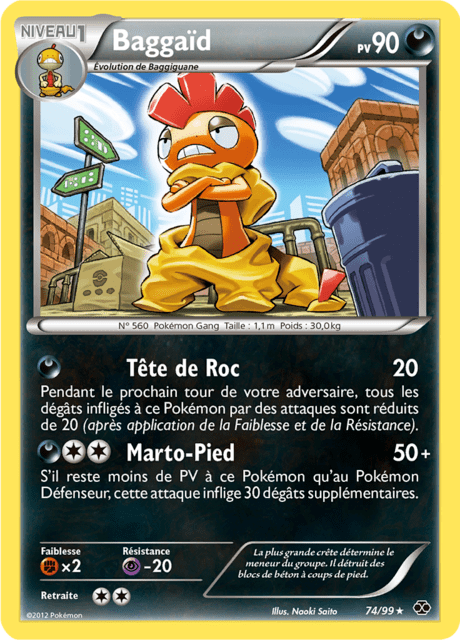 NIVEAU 1
Baggaïd
PV 90
Évolution de Baggiguane
N° 560 Pokémon Gang Taille : 1,1m Poids : 30,0kg
Tête de Roc 20
Pendant le prochain tour de votre adversaire, tous les
dégâts infligés à ce Pokémon par des attaques sont réduits
de 20 (après application de la Faiblesse et de la Résistance).
Marto-Pied 50+
S'il reste moins de PV à ce Pokémon qu'au Pokémon
Défenseur, cette attaque inflige 30 dégâts supplémentaires.
Faiblesse Résistance
×2 -20
La plus grande crête détermine le
meneur du groupe. Il détruit des
blocs de béton à coups de pied.
Retraite
©2012 Pokémon
Illus. Naoki Saito
74/99 ★